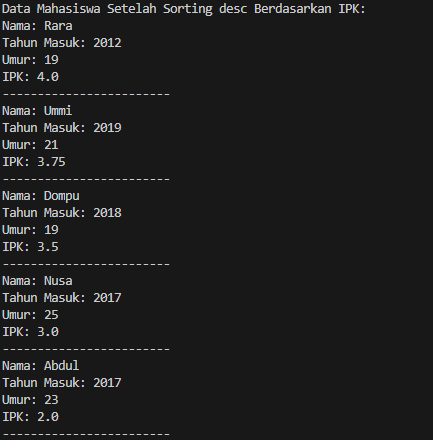 Data Mahasiswa Setelah Sorting desc Berdasarkan IPK:
Nama: Rara
Tahun Masuk: 2012
Umur: 19
IPK: 4.0
------------------------
Nama: Ummi
Tahun Masuk: 2019
Umur: 21
IPK: 3.75
------------------------
Nama: Dompu
Tahun Masuk: 2018
Umur: 19
IPK: 3.5
------------------------
Nama: Nusa
Tahun Masuk: 2017
Umur: 25
IPK: 3.0
------------------------
Nama: Abdul
Tahun Masuk: 2017
Umur: 23
IPK: 2.0
------------------------